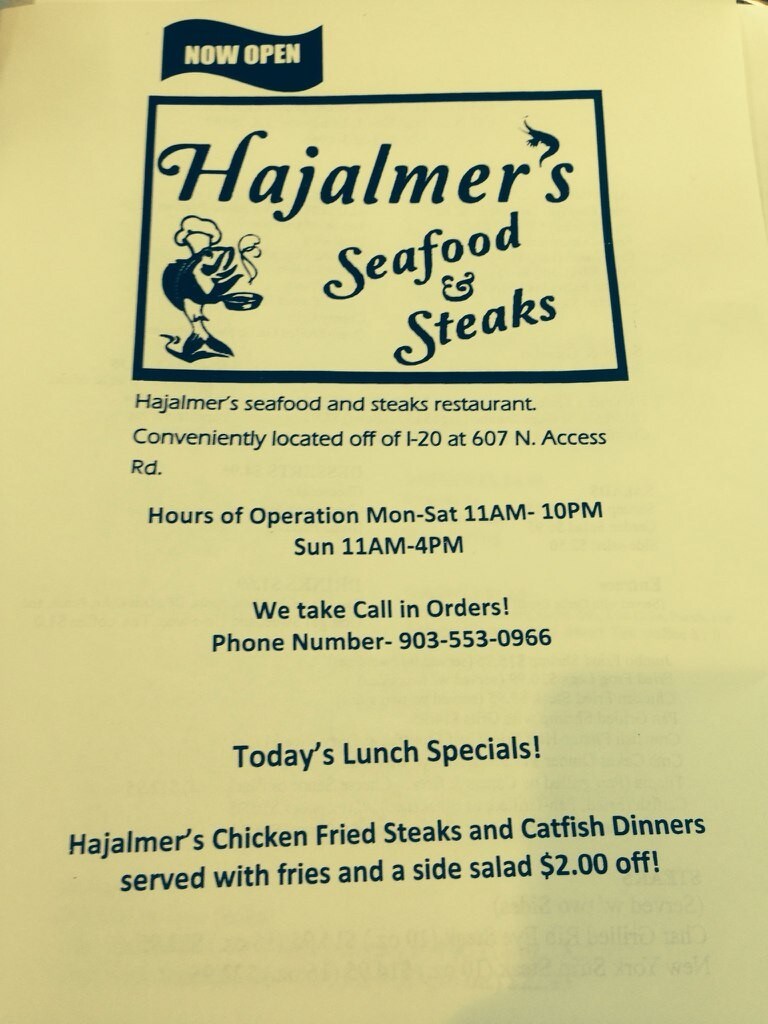 NOW OPEN
Hajalmer's
Seafood
&
Steaks
Hajalmer's seafood and steaks restaurant.
Conveniently located off of I-20 at 607 N. Access
Rd.
Hours of Operation Mon-Sat 11AM- 10PM
Sun 11AM-4PM
We take Call in Orders!
Phone Number- 903-553-0966
Today's Lunch Specials!
Hajalmer's Chicken Fried Steaks and Catfish Dinners
served with fries and a side salad $2.00 off!